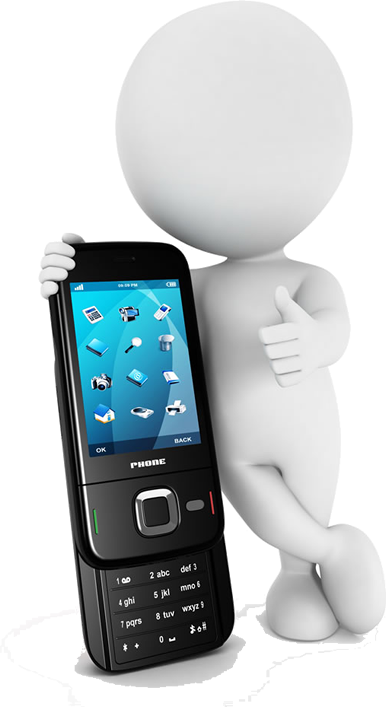 OK BACK
PHONE
1 2 abc def 3
4 ghi 5 jkl mno 6
7 pqrs 8 tuv wxyz 9
* + 0 #